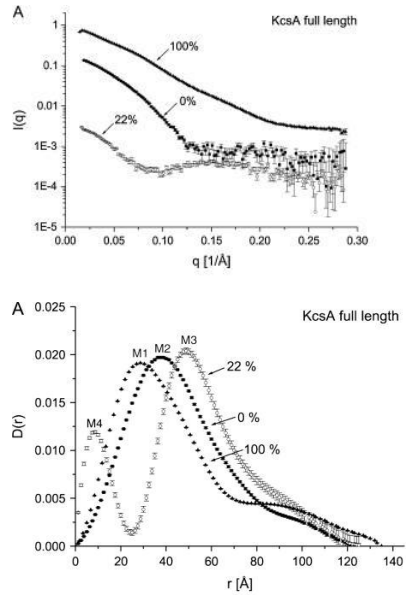 A
KcsA full length
1
100%
0.1
0%
I(q)
0.01
22%
1E-3
1E-4
1E-5
0.00 0.05 0.10 0.15 0.20 0.25 0.30
q [1/Å]
A
0.025
KcsA full length
M1 M2 M3
0.020
22 %
0.015
0 %
D(r)
M4
100 %
0.010
0.005
0.000
0 20 40 60 80 100 120 140
r [Å]